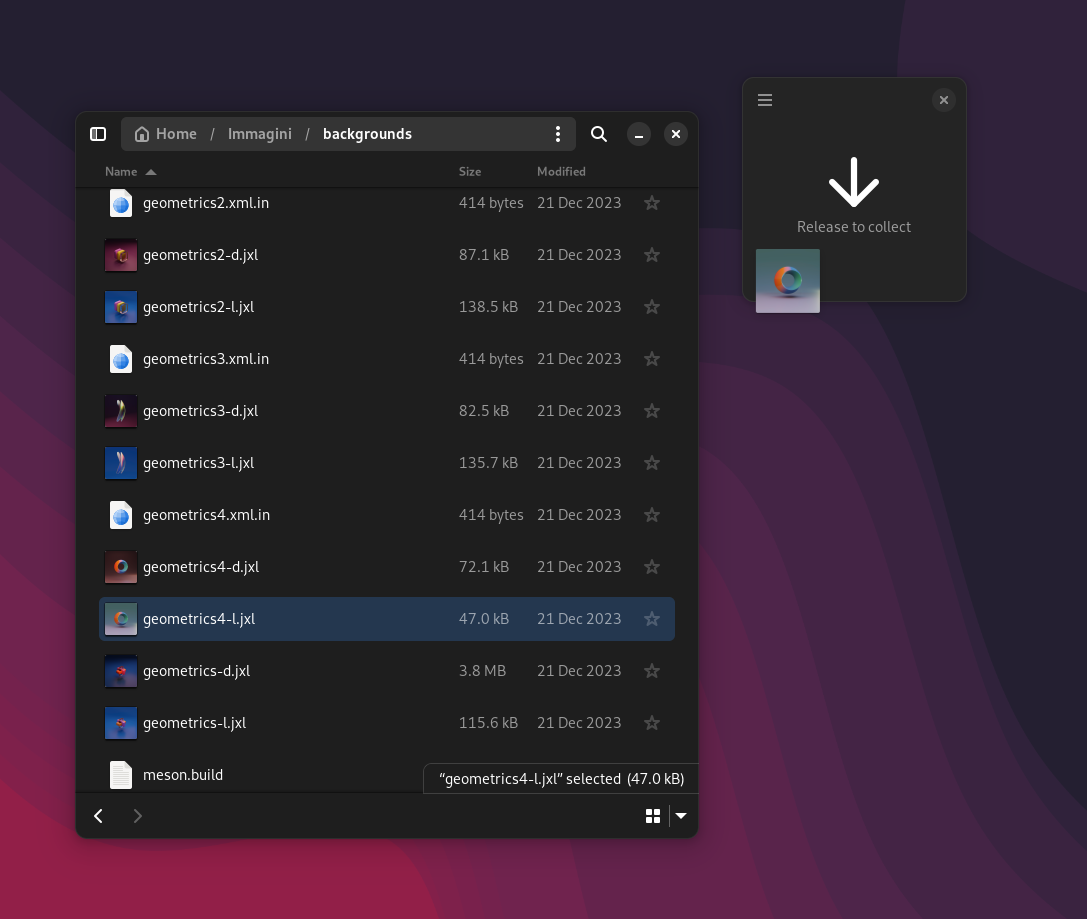 Home / Immagini / backgrounds
Name Size Modified
geometrics2.xml.in 414 bytes 21 Dec 2023
geometrics2-d.jxl 87.1 kB 21 Dec 2023
geometrics2-l.jxl 138.5 kB 21 Dec 2023
geometrics3.xml.in 414 bytes 21 Dec 2023
geometrics3-d.jxl 82.5 kB 21 Dec 2023
geometrics3-l.jxl 135.7 kB 21 Dec 2023
geometrics4.xml.in 414 bytes 21 Dec 2023
geometrics4-d.jxl 72.1 kB 21 Dec 2023
geometrics4-l.jxl 47.0 kB 21 Dec 2023
geometrics-d.jxl 3.8 MB 21 Dec 2023
geometrics-l.jxl 115.6 kB 21 Dec 2023
meson.build
“geometrics4-l.jxl” selected (47.0 kB)
Release to collect